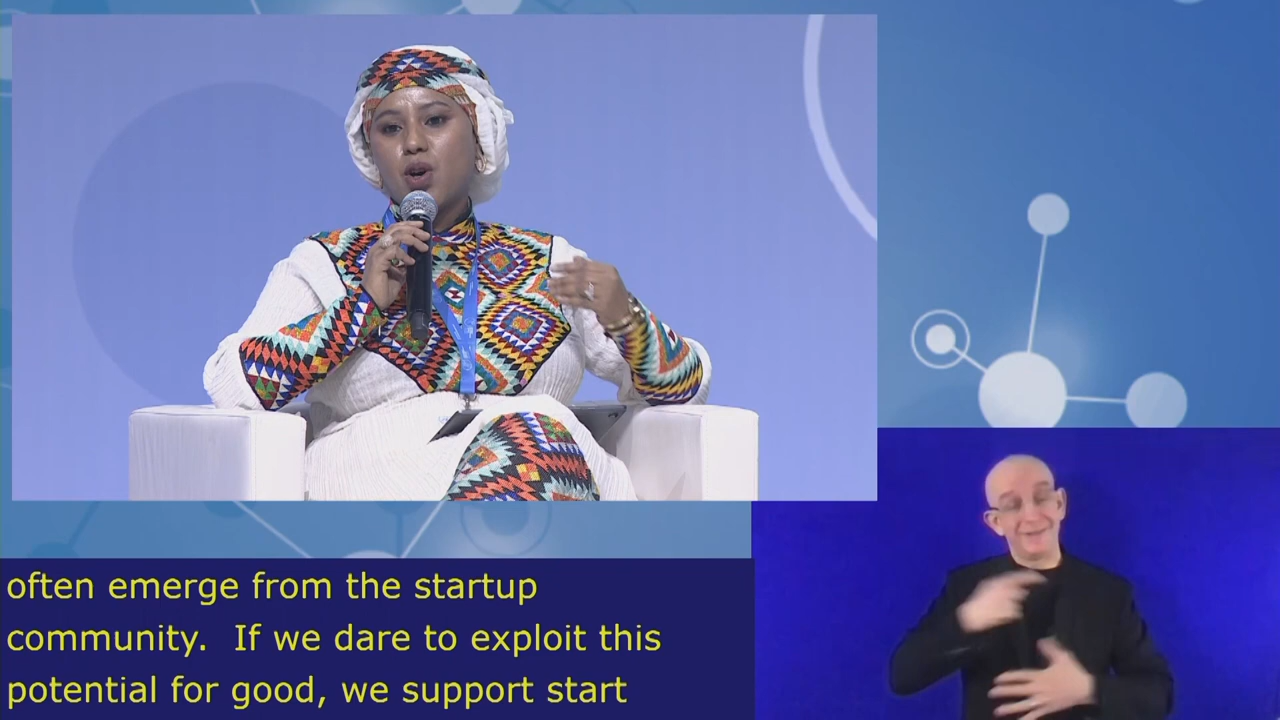 often emerge from the startup
community.  If we dare to exploit this
potential for good, we support start